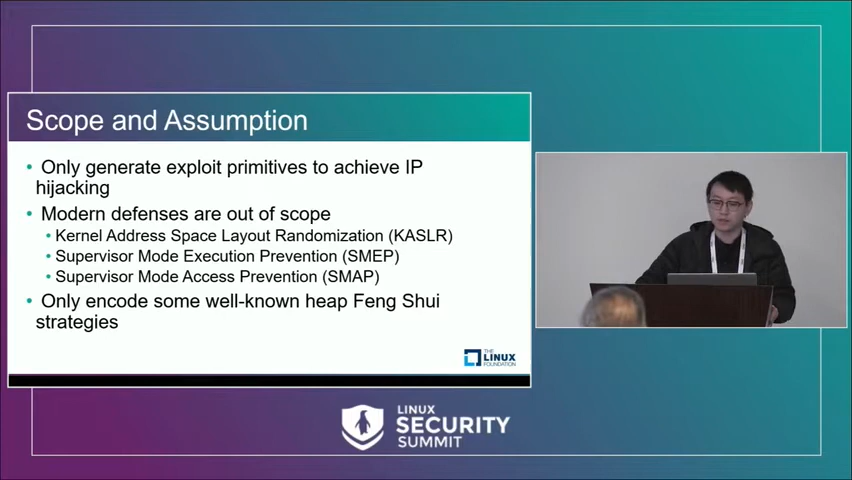 Scope and Assumption
• Only generate exploit primitives to achieve IP
hijacking
• Modern defenses are out of scope
• Kernel Address Space Layout Randomization (KASLR)
• Supervisor Mode Execution Prevention (SMEP)
• Supervisor Mode Access Prevention (SMAP)
• Only encode some well-known heap Feng Shui
strategies
THE
LINUX
FOUNDATION
LINUX
SECURITY
SUMMIT